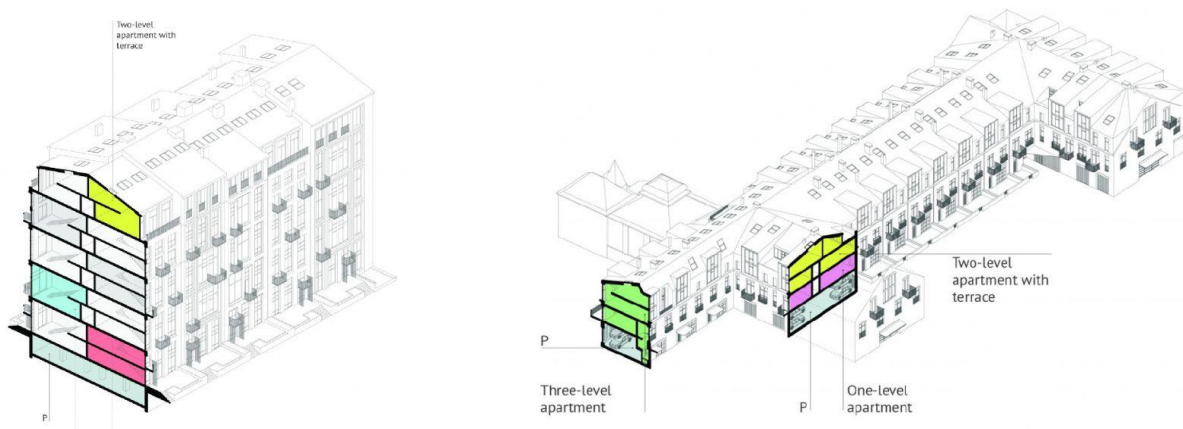 Two-level
apartment with
terrace
P
P
Three-level
apartment
P
One-level
apartment
Two-level
apartment with
terrace